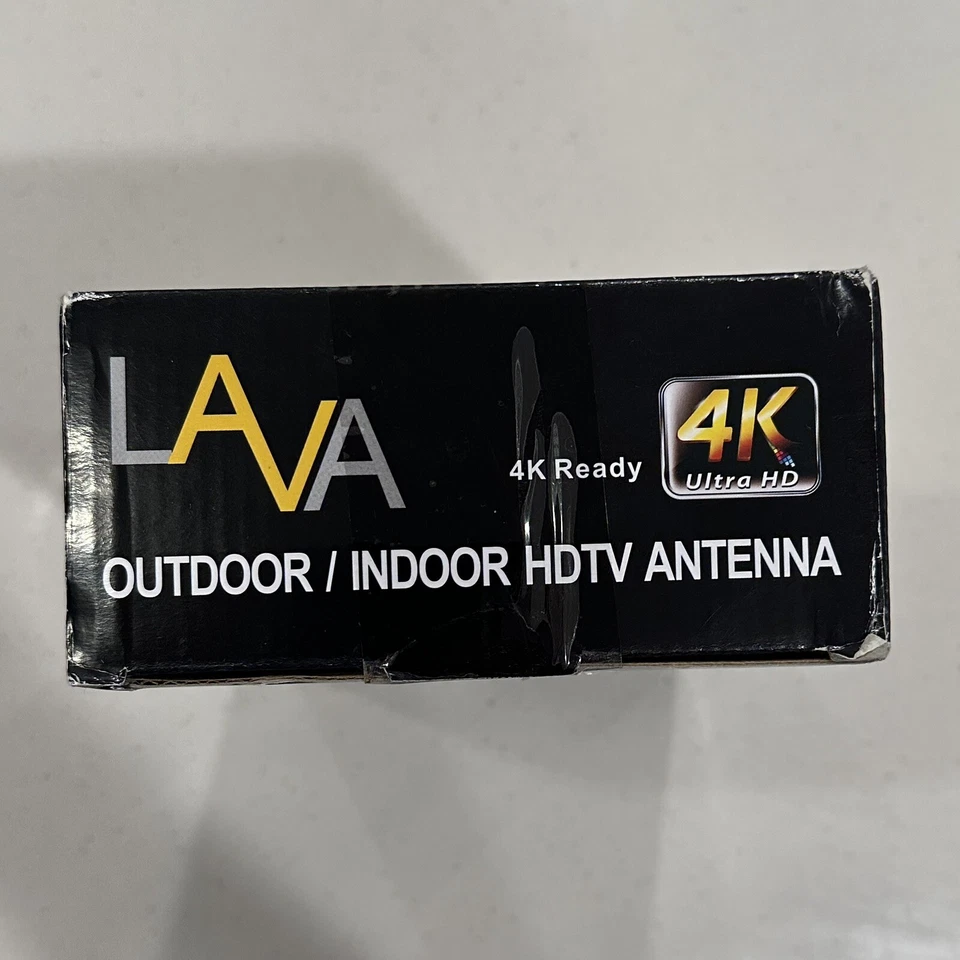 LAVA
4K Ready
4K
Ultra HD
OUTDOOR / INDOOR HDTV ANTENNA